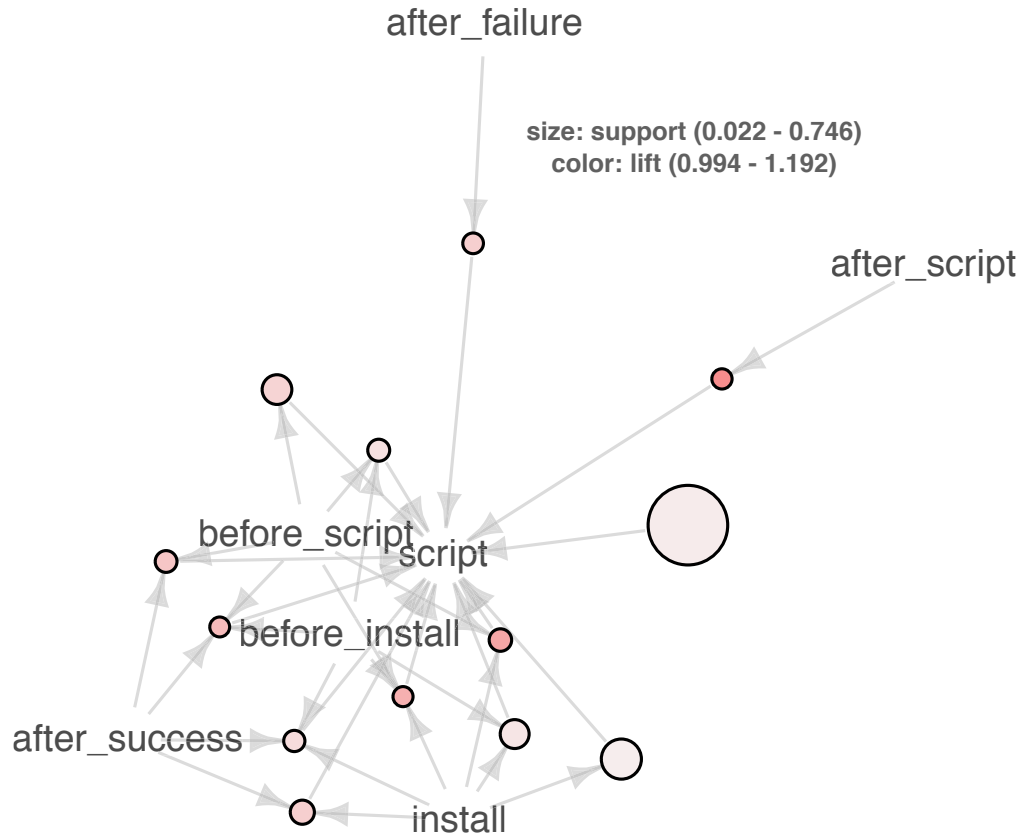 after_failure
size: support (0.022 - 0.746)
color: lift (0.994 - 1.192)
after_script
before_script
script
before_install
after_success
install